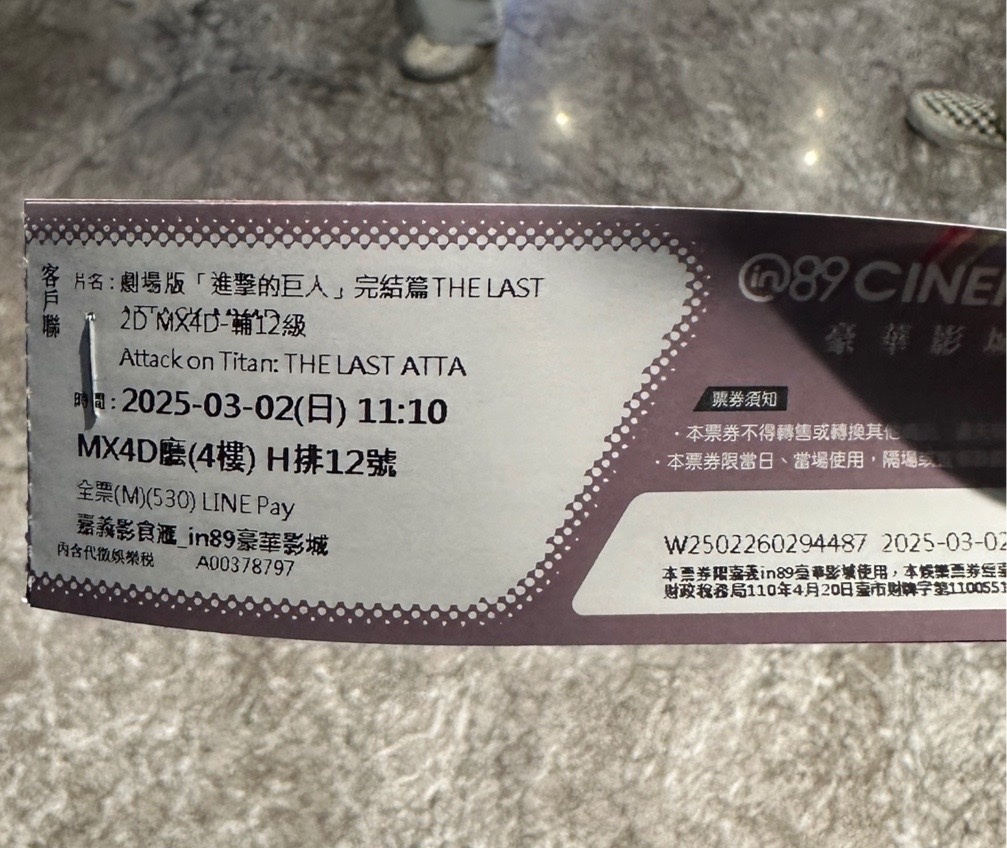 客戶聯
片名：劇場版「進擊的巨人」完結篇 THE LAST
2D MX4D-輔12級
Attack on Titan: THE LAST ATTA
時間：2025-03-02(日) 11:10
MX4D廳(4樓) H排12號
全票(M)(530) LINE Pay
嘉義影食滙_in89豪華影城
內含代徵娛樂稅 A00378797
in89 CINE
豪華影城
票券須知
・本票券不得轉售或轉換其他
・本票券限當日、當場使用，隔場
W2502260294487 2025-03-02
本票券限嘉義in89豪華影城使用，本娛樂票券經
財政稅務局110年4月20日臺市財牌字第1100551